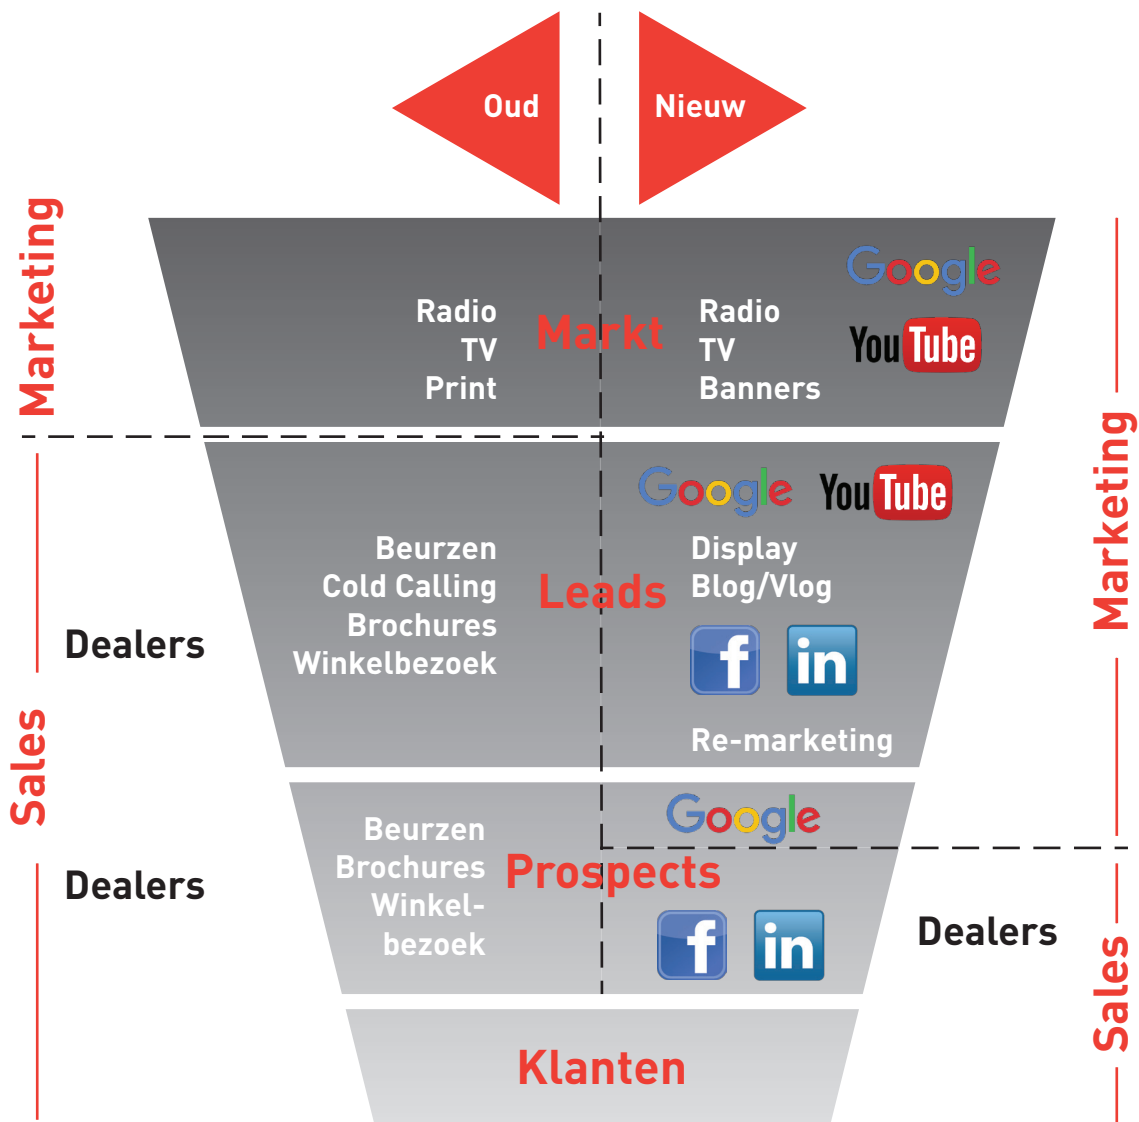 Oud
Nieuw
Marketing
Radio
TV
Print
Markt
Radio
TV
Banners
Google
YouTube
Marketing
Sales
Dealers
Beurzen
Cold Calling
Brochures
Winkelbezoek
Leads
Google
YouTube
Display
Blog/Vlog
f
in
Re-marketing
Dealers
Beurzen
Brochures
Winkel-
bezoek
Prospects
Google
f
in
Dealers
Sales
Klanten